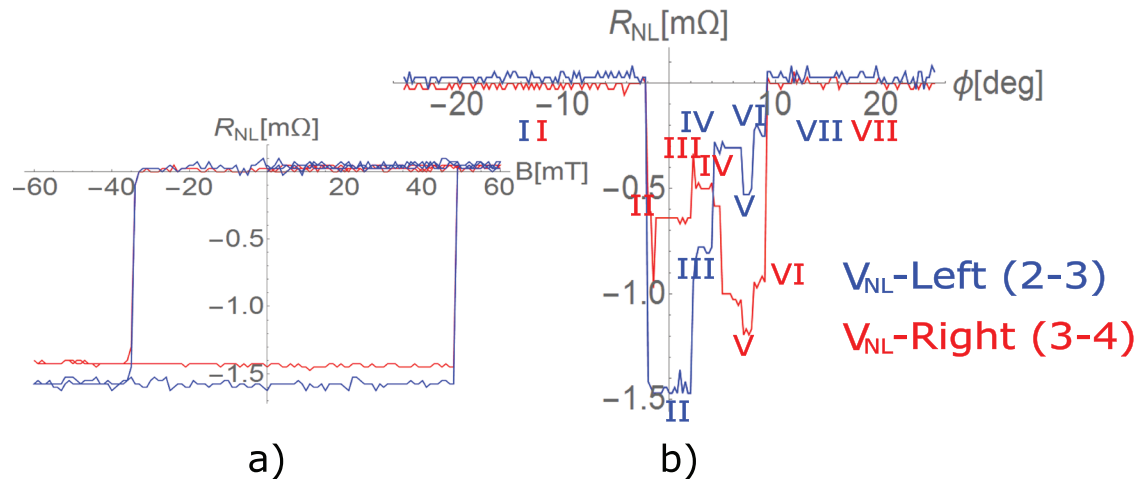 R_NL[mΩ]
B[mT]
-60
-40
-20
20
40
60
-0.5
-1.0
-1.5
a)
R_NL[mΩ]
ϕ[deg]
-20
-10
10
20
-0.5
-1.0
-1.5
I I
IV
VI
VII VII
III
IV
II
V
III
VI
V
II
V_NL-Left (2-3)
V_NL-Right (3-4)
b)